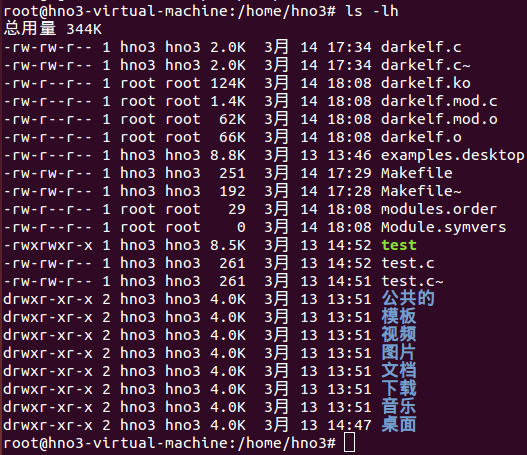 root@hno3-virtual-machine:/home/hno3# ls -lh
总用量 344K
-rw-rw-r-- 1 hno3 hno3 2.0K  3月 14 17:34 darkelf.c
-rw-rw-r-- 1 hno3 hno3 2.0K  3月 14 17:34 darkelf.c~
-rw-r--r-- 1 root root 124K  3月 14 18:08 darkelf.ko
-rw-r--r-- 1 root root 1.4K  3月 14 18:08 darkelf.mod.c
-rw-r--r-- 1 root root  62K  3月 14 18:08 darkelf.mod.o
-rw-r--r-- 1 root root  66K  3月 14 18:08 darkelf.o
-rw-r--r-- 1 hno3 hno3 8.8K  3月 13 13:46 examples.desktop
-rw-rw-r-- 1 hno3 hno3  251  3月 14 17:29 Makefile
-rw-rw-r-- 1 hno3 hno3  192  3月 14 17:28 Makefile~
-rw-r--r-- 1 root root   29  3月 14 18:08 modules.order
-rw-r--r-- 1 root root    0  3月 14 18:08 Module.symvers
-rwxrwxr-x 1 hno3 hno3 8.5K  3月 13 14:52 test
-rw-rw-r-- 1 hno3 hno3  261  3月 13 14:52 test.c
-rw-rw-r-- 1 hno3 hno3  261  3月 13 14:51 test.c~
drwxr-xr-x 2 hno3 hno3 4.0K  3月 13 13:51 公共的
drwxr-xr-x 2 hno3 hno3 4.0K  3月 13 13:51 模板
drwxr-xr-x 2 hno3 hno3 4.0K  3月 13 13:51 视频
drwxr-xr-x 2 hno3 hno3 4.0K  3月 13 13:51 图片
drwxr-xr-x 2 hno3 hno3 4.0K  3月 13 13:51 文档
drwxr-xr-x 2 hno3 hno3 4.0K  3月 13 13:51 下载
drwxr-xr-x 2 hno3 hno3 4.0K  3月 13 13:51 音乐
drwxr-xr-x 2 hno3 hno3 4.0K  3月 13 14:47 桌面
root@hno3-virtual-machine:/home/hno3#